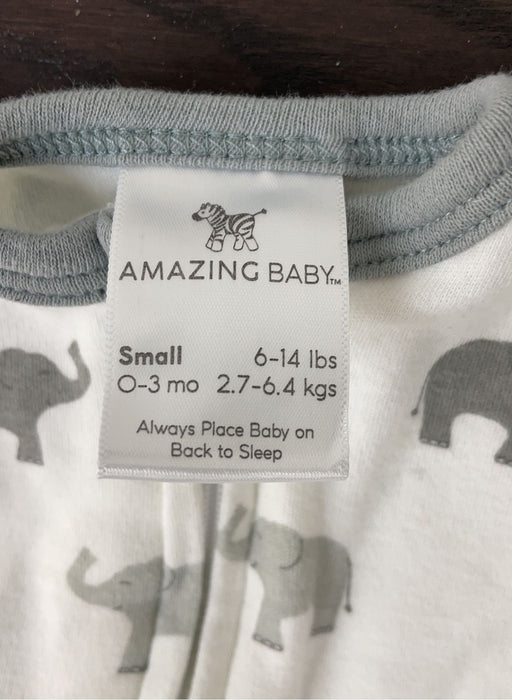 AMAZING BABY™
Small 6-14 lbs
0-3 mo 2.7-6.4 kgs
Always Place Baby on
Back to Sleep